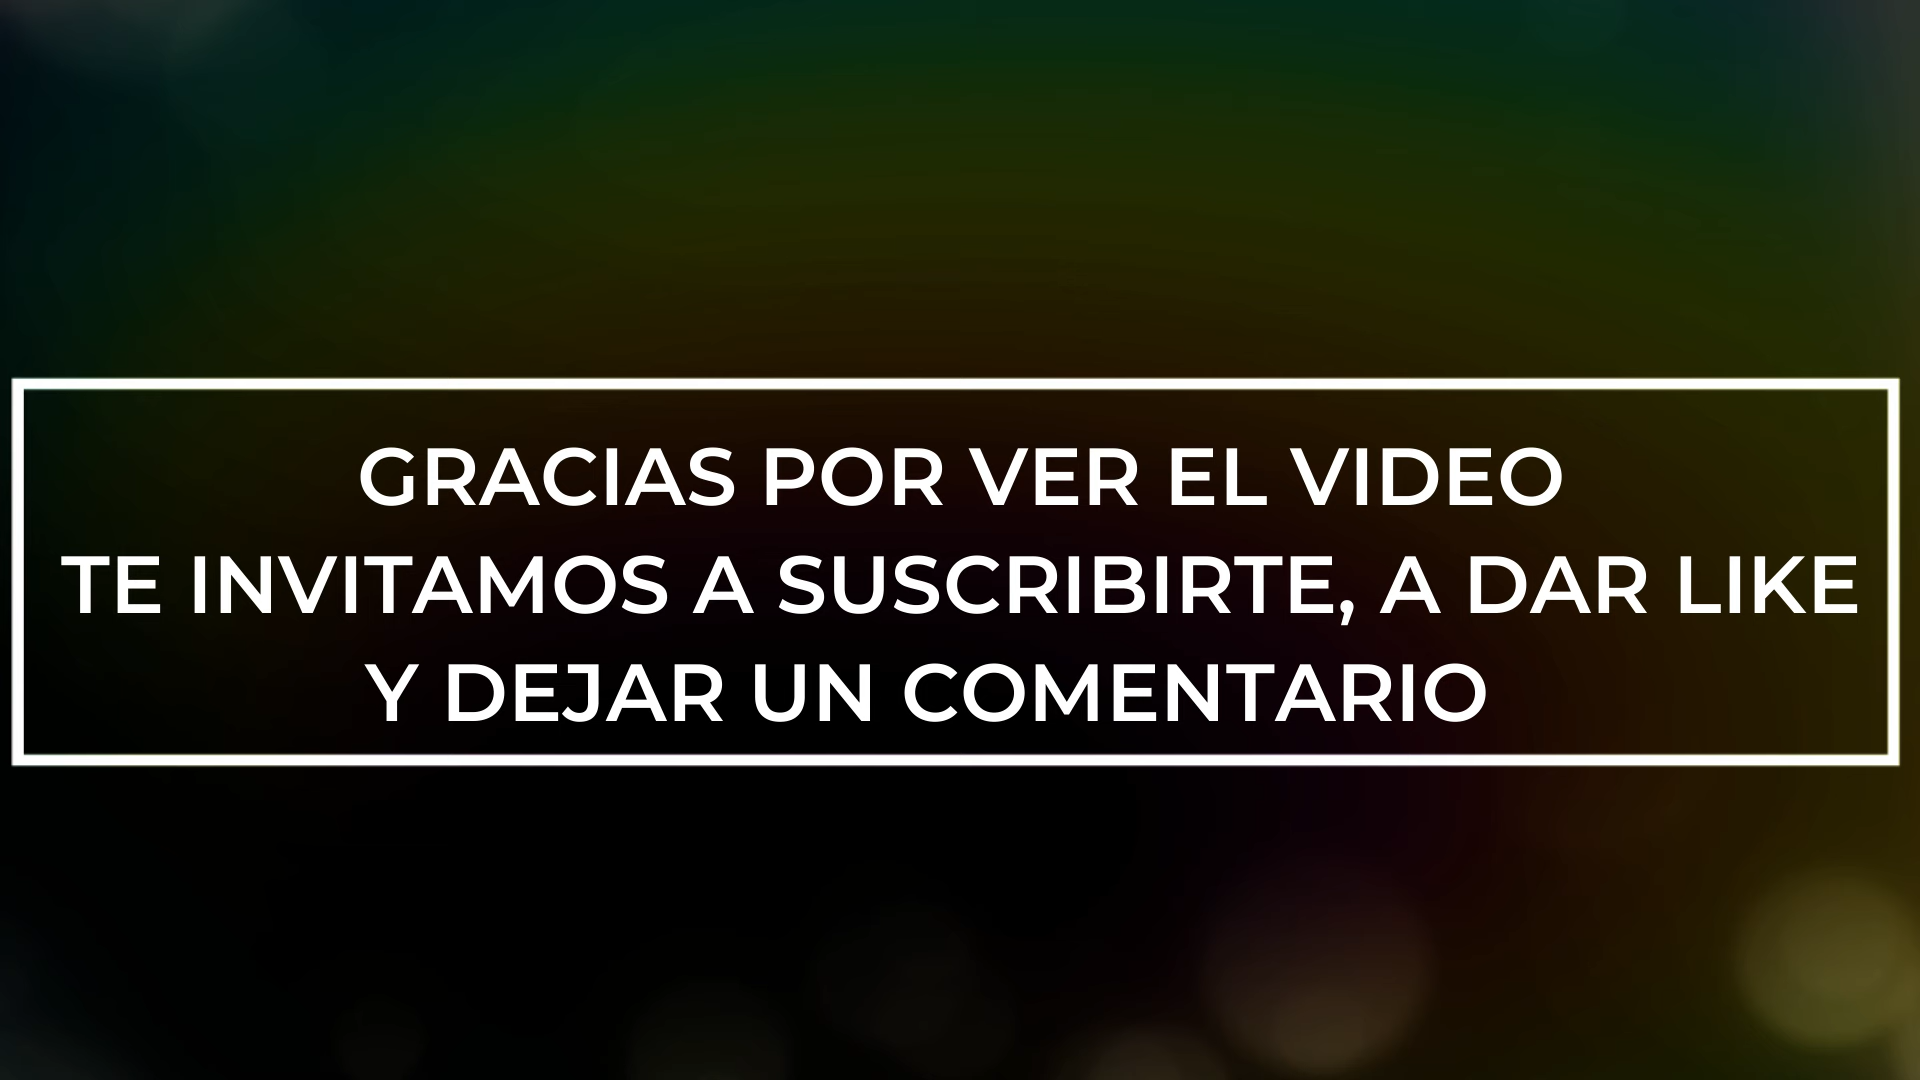 GRACIAS POR VER EL VIDEO
TE INVITAMOS A SUSCRIBIRTE, A DAR LIKE
Y DEJAR UN COMENTARIO